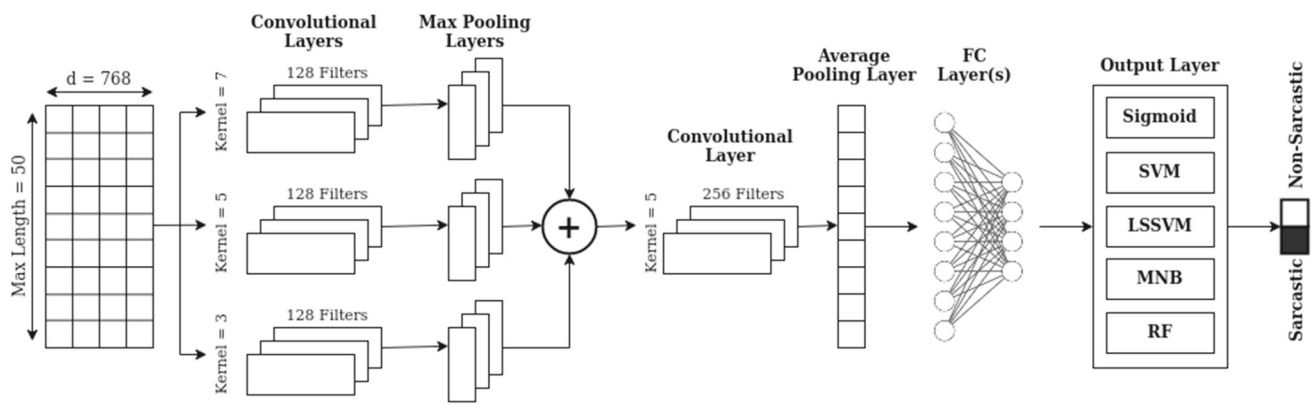 d = 768
Max Length = 50
Convolutional
Layers
Max Pooling
Layers
Kernel = 7
128 Filters
Kernel = 5
128 Filters
Kernel = 3
128 Filters
+
Convolutional
Layer
Kernel = 5
256 Filters
Average
Pooling Layer
FC
Layer(s)
Output Layer
Sigmoid
SVM
LSSVM
MNB
RF
Non-Sarcastic
Sarcastic